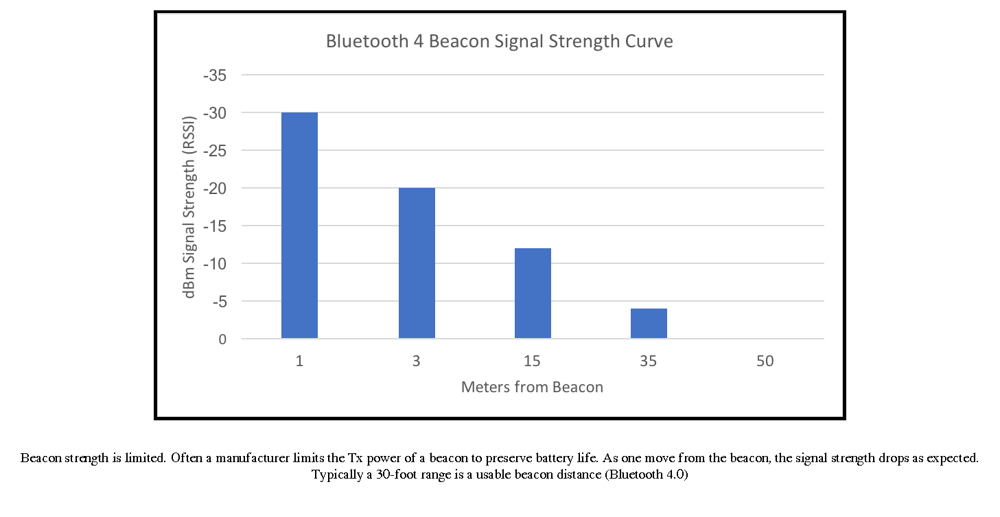 Bluetooth 4 Beacon Signal Strength Curve
dBm Signal Strength (RSSI)
-35
-30
-25
-20
-15
-10
-5
0
1 3 15 35 50
Meters from Beacon
Beacon strength is limited. Often a manufacturer limits the Tx power of a beacon to preserve battery life. As one move from the beacon, the signal strength drops as expected.
Typically a 30-foot range is a usable beacon distance (Bluetooth 4.0)